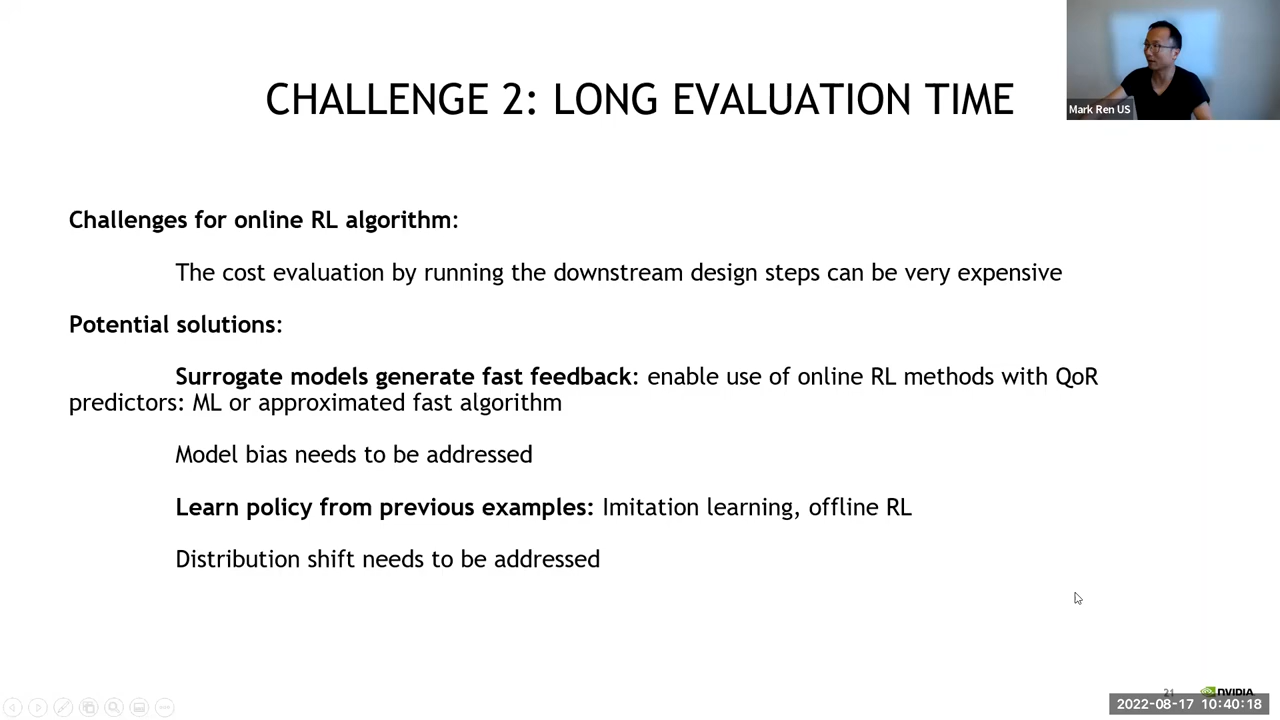 CHALLENGE 2: LONG EVALUATION TIME
Mark Ren US
Challenges for online RL algorithm:
The cost evaluation by running the downstream design steps can be very expensive
Potential solutions:
Surrogate models generate fast feedback: enable use of online RL methods with QoR
predictors: ML or approximated fast algorithm
Model bias needs to be addressed
Learn policy from previous examples: Imitation learning, offline RL
Distribution shift needs to be addressed
21
NVIDIA
2022-08-17 10:40:18